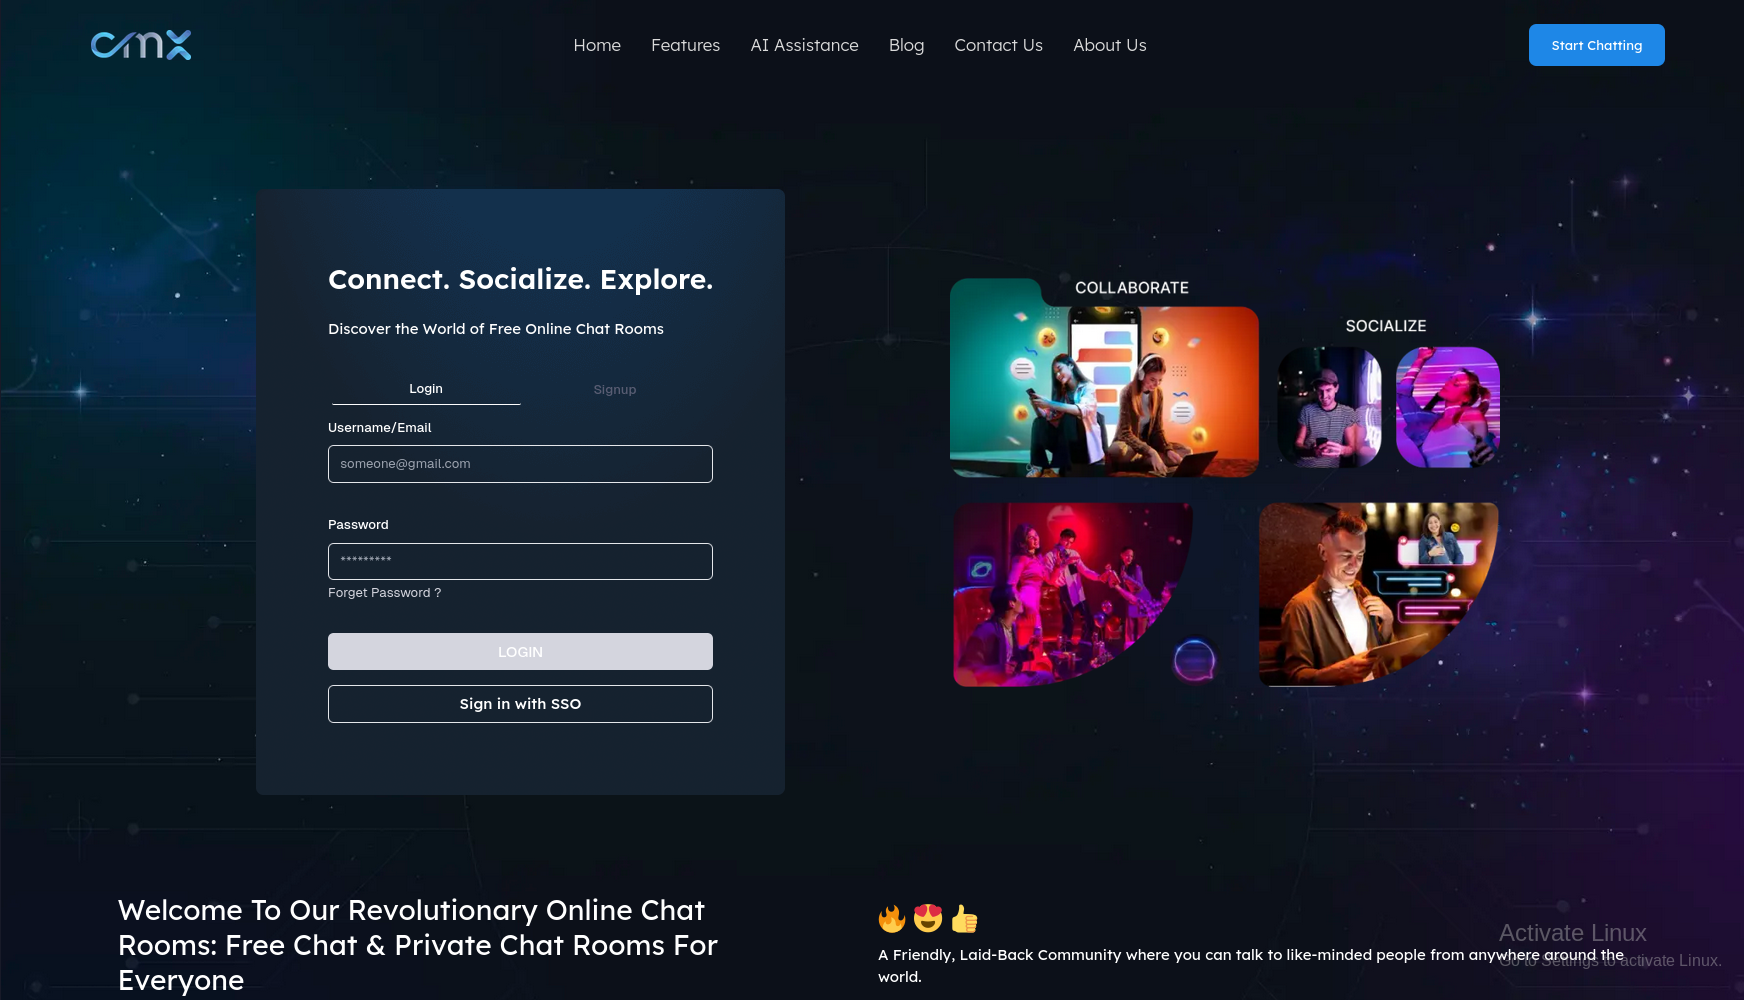 cmx
Home
Features
AI Assistance
Blog
Contact Us
About Us
Start Chatting
Connect. Socialize. Explore.
Discover the World of Free Online Chat Rooms
Login
Signup
Username/Email
someone@gmail.com
Password
*********
Forget Password ?
LOGIN
Sign in with SSO
COLLABORATE
SOCIALIZE
Welcome To Our Revolutionary Online Chat
Rooms: Free Chat & Private Chat Rooms For
Everyone
A Friendly, Laid-Back Community where you can talk to like-minded people from anywhere around the
world.
Activate Linux
Go to Settings to activate Linux.